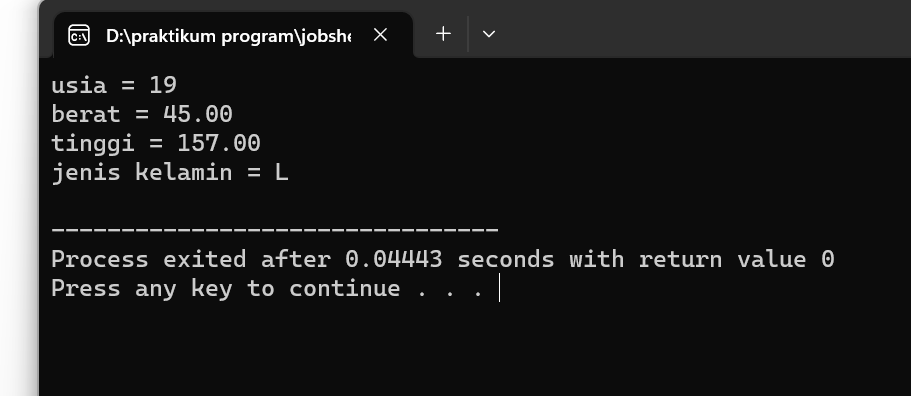 D:\praktikum program\jobshe
usia = 19
berat = 45.00
tinggi = 157.00
jenis kelamin = L
--------------------------------
Process exited after 0.04443 seconds with return value 0
Press any key to continue . . .